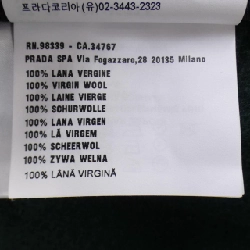 프라다코리아(유)02-3443-2323
RN.98339 - CA.34767
PRADA SPA Via Fogazzaro,28 20135 Milano
100% LANA VERGINE
100% VIRGIN WOOL
100% LAINE VIERGE
100% SCHURWOLLE
100% LANA VIRGEN
100% LÃ VIRGEM
100% SCHEERWOL
100% ZYWA WELNA
100% LÂNĂ VIRGINĂ